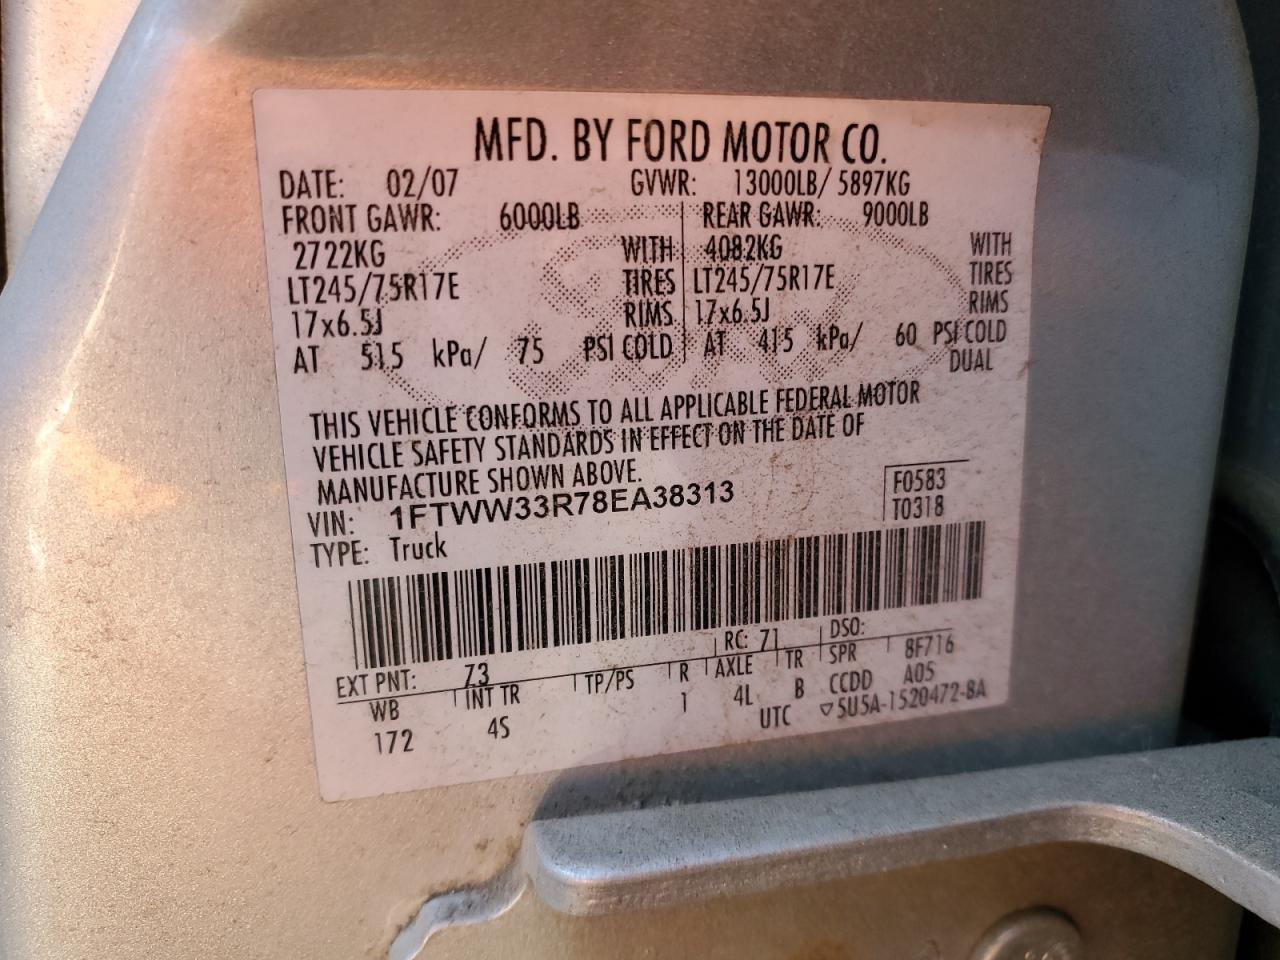 MFD. BY FORD MOTOR CO.
DATE: 02/07 GVWR: 13000LB/ 5897KG
FRONT GAWR: 6000LB REAR GAWR: 9000LB
2722KG WITH 4082KG WITH
LT245/75R17E TIRES LT245/75R17E TIRES
17x6.5J RIMS 17x6.5J RIMS
AT 515 kPa/ 75 PSI COLD AT 415 kPa/ 60 PSI COLD
DUAL
THIS VEHICLE CONFORMS TO ALL APPLICABLE FEDERAL MOTOR
VEHICLE SAFETY STANDARDS IN EFFECT ON THE DATE OF
MANUFACTURE SHOWN ABOVE.
VIN: 1FTWW33R78EA38313 F0583
TYPE: Truck T0318
EXT PNT: Z3 RC: 71 DSO:
WB INT TR TP/PS R AXLE TR SPR 8F716
172 4S 1 4L B CCDD A05
UTC ▽5U5A-1520472-BA